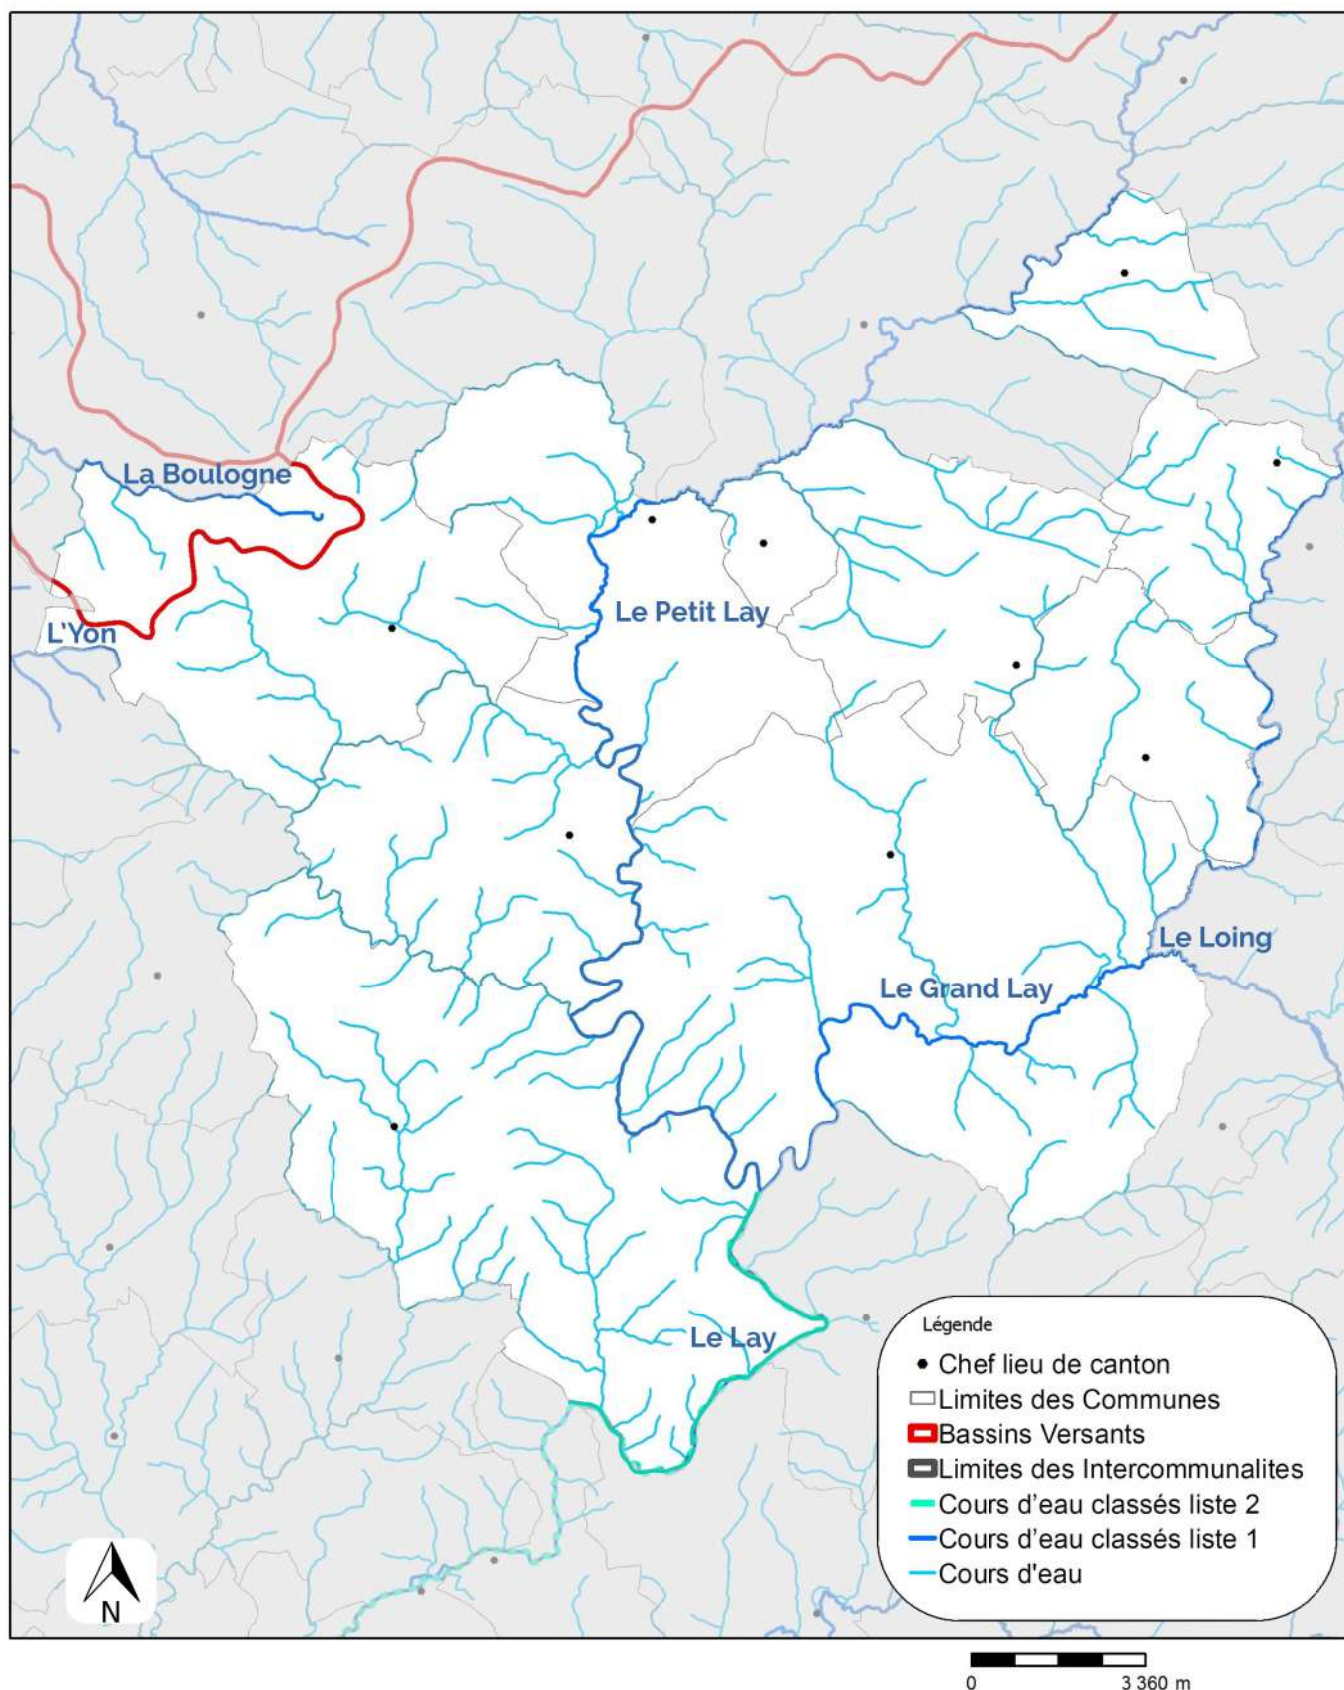 La Boulogne
Le Petit Lay
L'Yon
Le Loing
Le Grand Lay
Le Lay
Légende
Chef lieu de canton
Limites des Communes
Bassins Versants
Limites des Intercommunalites
Cours d’eau classés liste 2
Cours d’eau classés liste 1
Cours d'eau
N
0 3 360 m